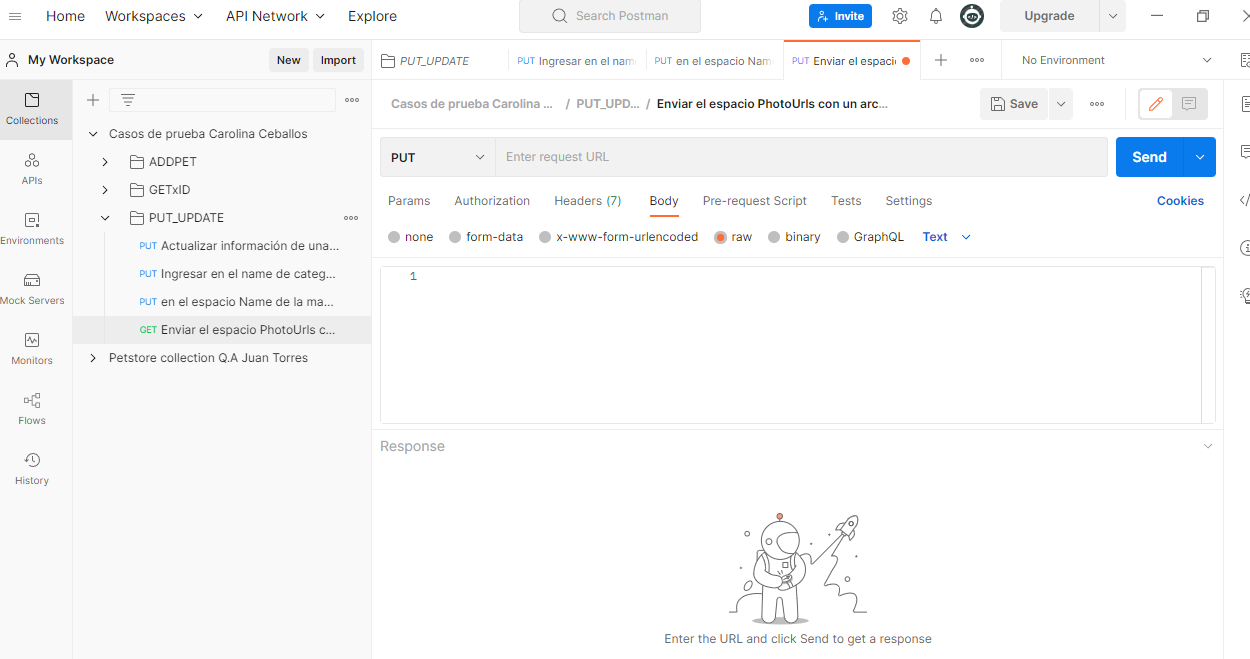 Home Workspaces API Network Explore Search Postman Invite Upgrade
My Workspace New Import PUT_UPDATE PUT Ingresar en el nam PUT en el espacio Nam PUT Enviar el espaci No Environment
Collections
APIs
Environments
Mock Servers
Monitors
Flows
History
Casos de prueba Carolina Ceballos
ADDPET
GETxID
PUT_UPDATE
PUT Actualizar información de una...
PUT Ingresar en el name de categ...
PUT en el espacio Name de la ma...
GET Enviar el espacio PhotoUrls c...
Petstore collection Q.A Juan Torres
Casos de prueba Carolina ... / PUT_UPD... / Enviar el espacio PhotoUrls con un arc... Save
PUT Enter request URL Send
Params Authorization Headers (7) Body Pre-request Script Tests Settings Cookies
none form-data x-www-form-urlencoded raw binary GraphQL Text
1
Response
Enter the URL and click Send to get a response